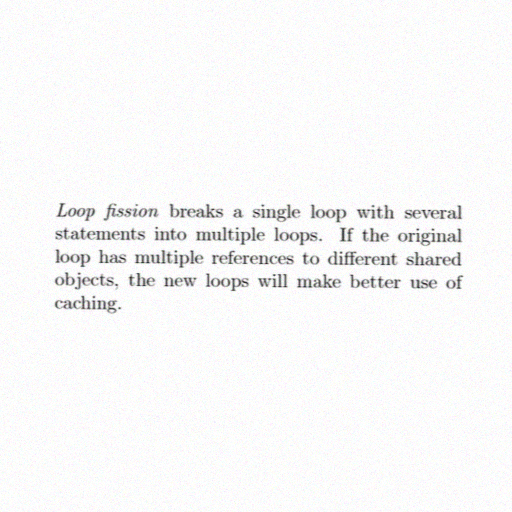 Loop fission breaks a single loop with several
statements into multiple loops. If the original
loop has multiple references to different shared
objects, the new loops will make better use of
caching.